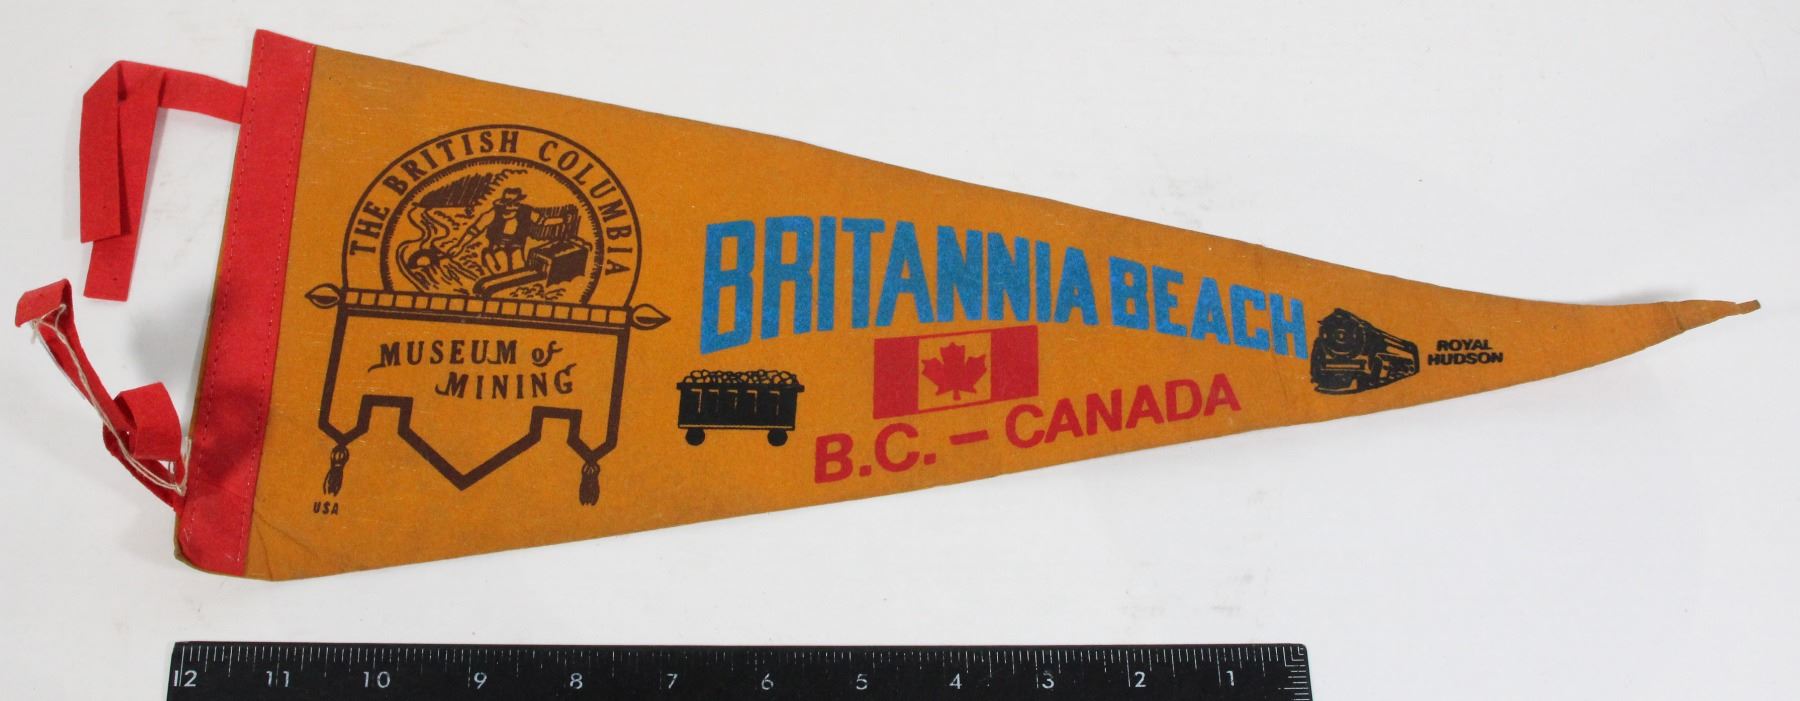 THE BRITISH COLUMBIA
MUSEUM of
MINING
USA
BRITANNIA BEACH
B.C. – CANADA
ROYAL
HUDSON
12 11 10 9 8 7 6 5 4 3 2 1